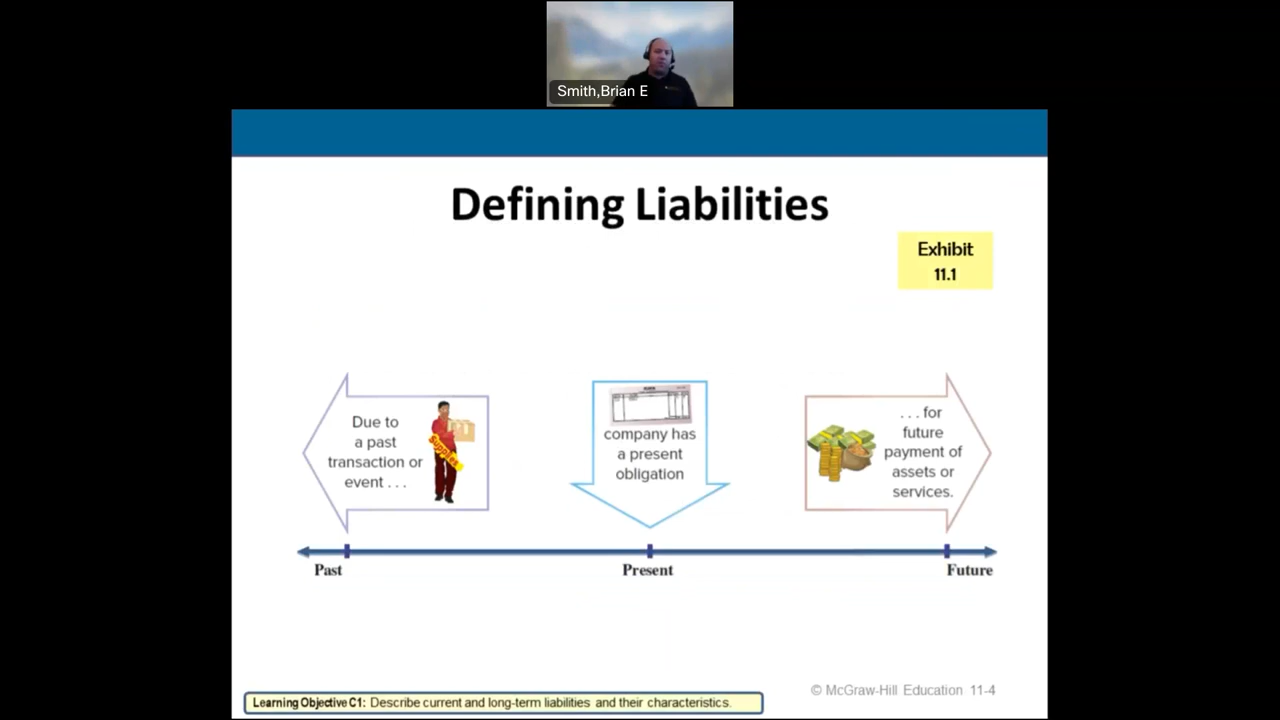 Smith,Brian E
Defining Liabilities
Exhibit
11.1
Due to
a past
transaction or
event . . .
Supplies
company has
a present
obligation
. . . for
future
payment of
assets or
services.
Past
Present
Future
Learning Objective C1: Describe current and long-term liabilities and their characteristics.
© McGraw-Hill Education 11-4